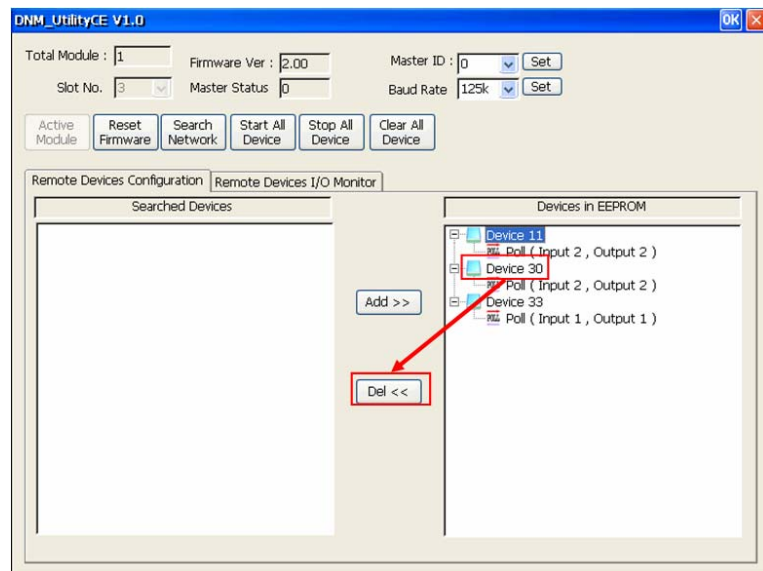 DNM_UtilityCE V1.0 OK
Total Module : 1 Firmware Ver : 2.00 Master ID : 0 Set
Slot No. 3 Master Status 0 Baud Rate 125k Set
Active Module Reset Firmware Search Network Start All Device Stop All Device Clear All Device
Remote Devices Configuration Remote Devices I/O Monitor
Searched Devices Devices in EEPROM
Device 11
POLL Poll ( Input 2 , Output 2 )
Device 30
Poll ( Input 2 , Output 2 )
Device 33
POLL Poll ( Input 1 , Output 1 )
Add >>
Del <<